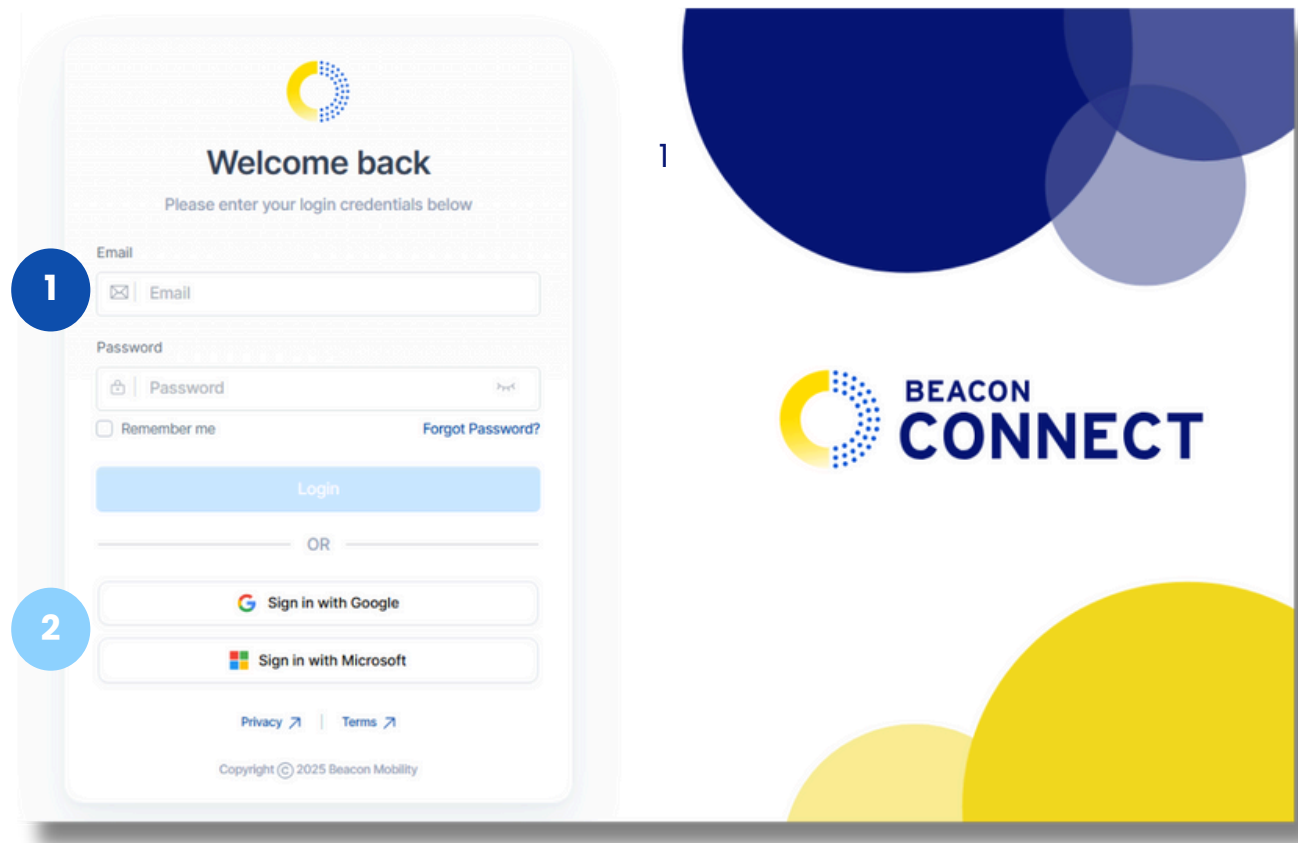 Welcome back
Please enter your login credentials below
Email
1
Email
Password
Password
Remember me
Forgot Password?
Login
OR
2
Sign in with Google
Sign in with Microsoft
Privacy
Terms
Copyright © 2025 Beacon Mobility
1
BEACON
CONNECT